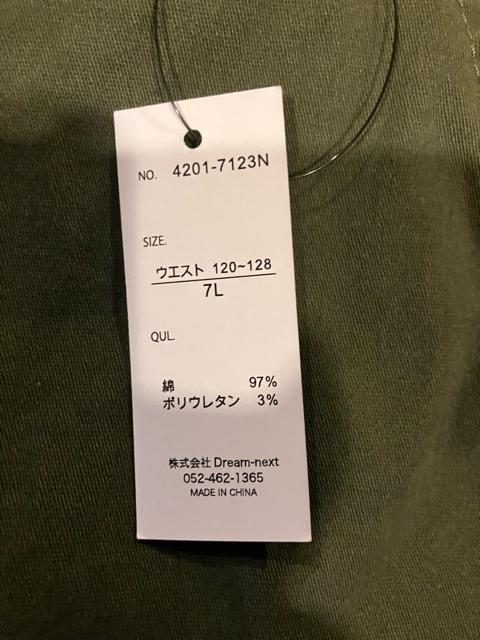 NO. 4201-7123N
SIZE.
ウエスト 120~128
7L
QUL.
綿 97%
ポリウレタン 3%
株式会社 Dream-next
052-462-1365
MADE IN CHINA